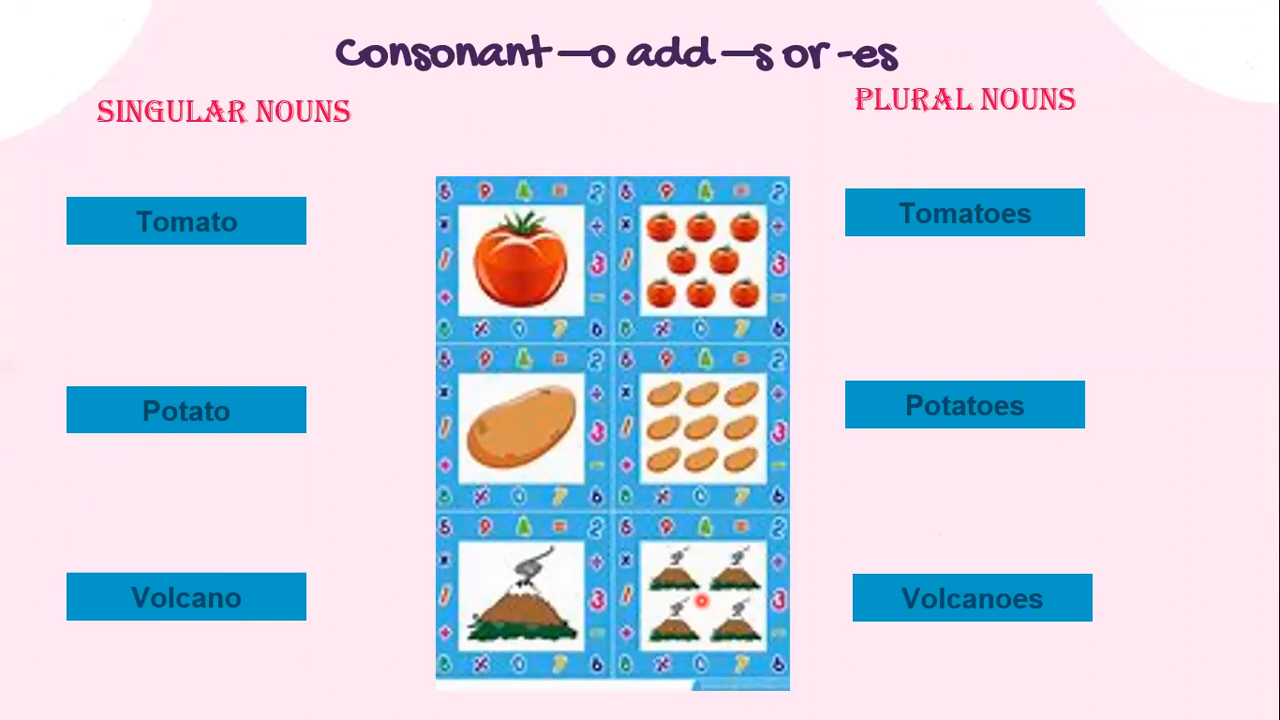 Consonant –o add –s or -es
SINGULAR NOUNS
PLURAL NOUNS
Tomato
Tomatoes
Potato
Potatoes
Volcano
Volcanoes